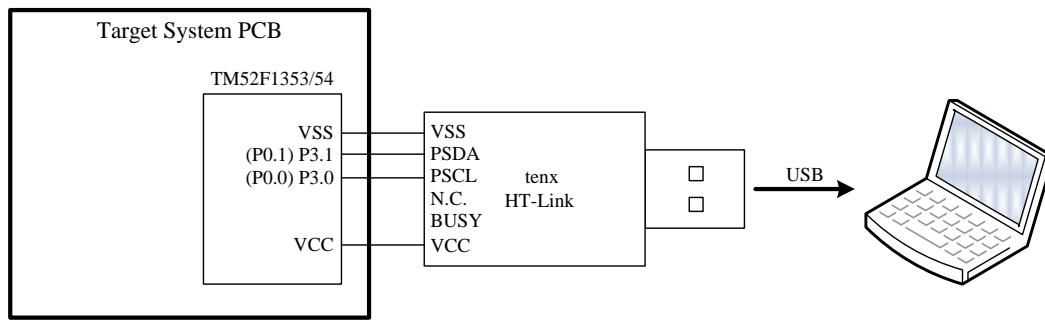 Target System PCB
TM52F1353/54
VSS
(P0.1) P3.1
(P0.0) P3.0
VCC
VSS
PSDA
PSCL
N.C.
BUSY
VCC
tenx
HT-Link
USB